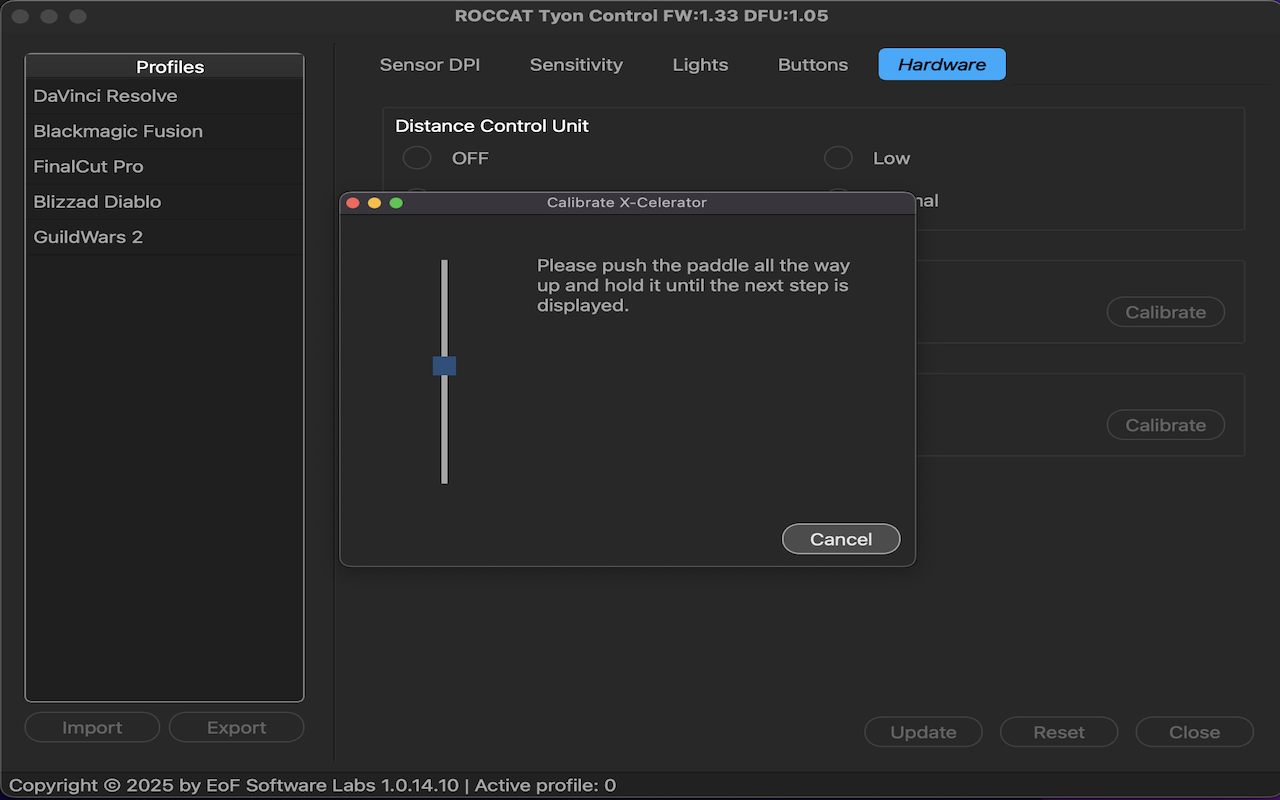 ROCCAT Tyon Control FW:1.33 DFU:1.05
Profiles
DaVinci Resolve
Blackmagic Fusion
FinalCut Pro
Blizzad Diablo
GuildWars 2
Import Export
Sensor DPI Sensitivity Lights Buttons Hardware
Distance Control Unit
OFF Low
Calibrate X-Celerator
Please push the paddle all the way
up and hold it until the next step is
displayed.
Cancel
Calibrate
Calibrate
Update Reset Close
Copyright © 2025 by EoF Software Labs 1.0.14.10 | Active profile: 0